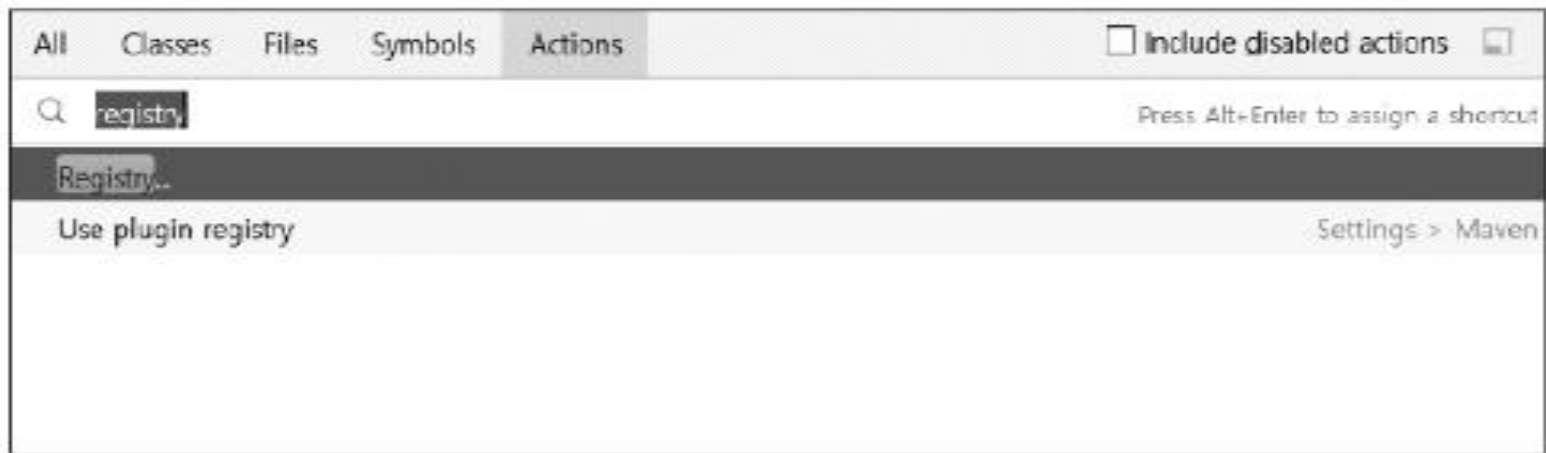 All Classes Files Symbols Actions Include disabled actions
registry Press Alt+Enter to assign a shortcut
Registry...
Use plugin registry Settings > Maven